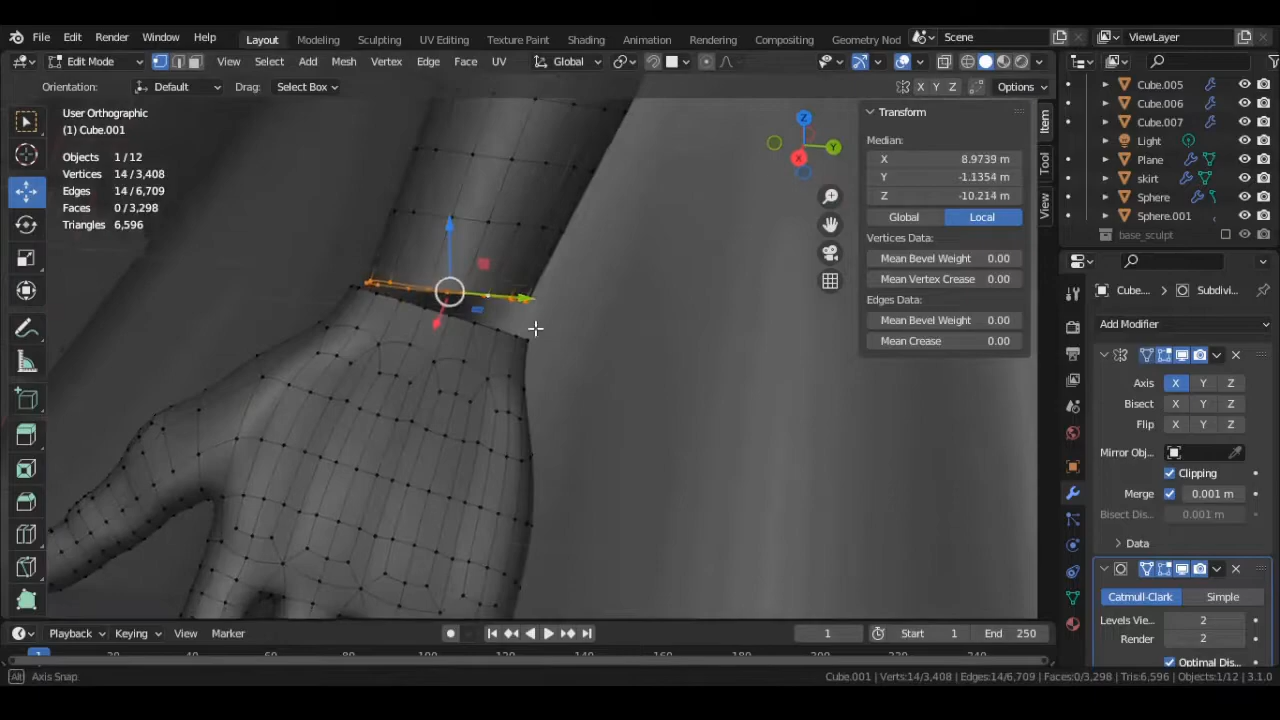 File Edit Render Window Help Layout Modeling Sculpting UV Editing Texture Paint Shading Animation Rendering Compositing Geometry Nod Scene ViewLayer
Edit Mode View Select Add Mesh Vertex Edge Face UV Global
Orientation: Default Drag: Select Box X Y Z Options
User Orthographic
(1) Cube.001
Objects 1/12
Vertices 14/3,408
Edges 14/6,709
Faces 0/3,298
Triangles 6,596
Z
Y
X
Transform
Median:
X 8.9739 m
Y -1.1354 m
Z -10.214 m
Global Local
Vertices Data:
Mean Bevel Weight 0.00
Mean Vertex Crease 0.00
Edges Data:
Mean Bevel Weight 0.00
Mean Crease 0.00
Item
Tool
View
Cube.005
Cube.006
Cube.007
Light
Plane
skirt
Sphere
Sphere.001
base_sculpt
Cube... Subdivi...
Add Modifier
Axis X Y Z
Bisect X Y Z
Flip X Y Z
Mirror Obj...
Clipping
Merge 0.001 m
Bisect Dis... 0.001 m
Data
Catmull-Clark Simple
Levels Vie... 2
Render 2
Optimal Dis...
Playback Keying View Marker 1 Start 1 End 250
1
Alt Axis Snap Cube.001 | Verts:14/3,408 | Edges:14/6,709 | Faces:0/3,298 | Tris:6,596 | Objects:1/12 | 3.1.0